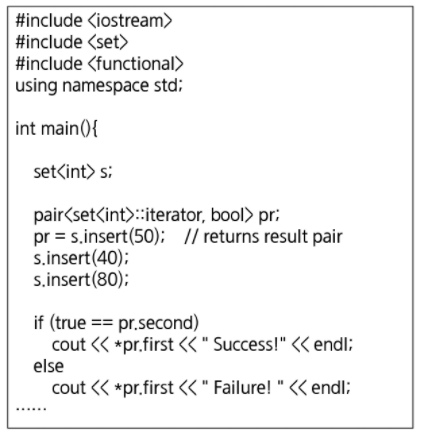 #include <iostream>
#include <set>
#include <functional>
using namespace std;
int main(){
set<int> s;
pair<set<int>::iterator, bool> pr;
pr = s.insert(50); // returns result pair
s.insert(40);
s.insert(80);
if (true == pr.second)
cout << *pr.first << " Success!" << endl;
else
cout << *pr.first << " Failure! " << endl;
······